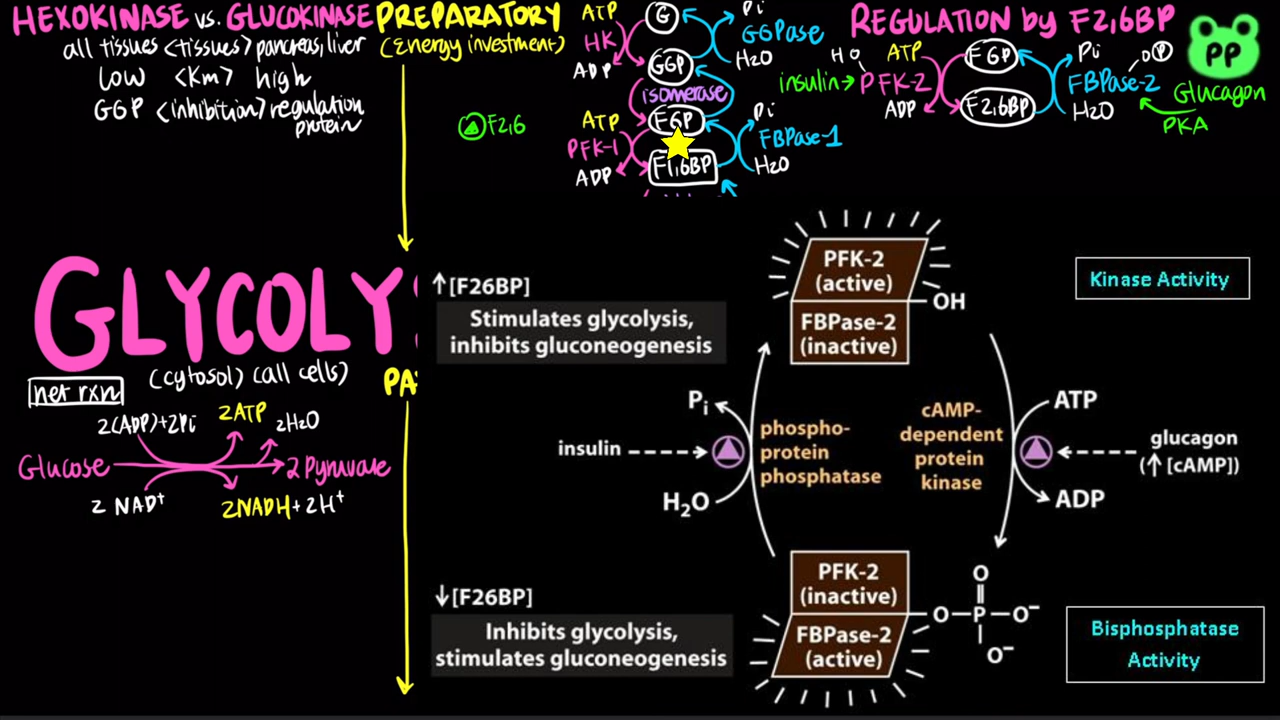 HEXOKINASE vs. GLUCOKINASE
all tissues <tissues> pancreas, liver
low <Km> high
G6P <inhibition> regulation protein
PREPARATORY
(Energy investment)
F2,6
ATP
HK
ADP
G
Pi
G6Pase
H2O
G6P
isomerase
F6P
ATP
PFK-1
ADP
Pi
FBPase-1
H2O
F1,6BP
REGULATION by F2,6BP
HO
ATP
insulin → PFK-2
ADP
F6P
F2,6BP
Pi
OP
FBPase-2
H2O
PP
Glucagon
PKA
GLYCOLY
(cytosol) (all cells)
PA
net rxn
2(ADP)+2Pi 2ATP 2H2O
Glucose → 2 Pyruvate
2 NAD+ 2NADH + 2H+
↑[F26BP]
Stimulates glycolysis,
inhibits gluconeogenesis
PFK-2
(active)
OH
FBPase-2
(inactive)
Kinase Activity
Pi
insulin
H2O
phospho-
protein
phosphatase
cAMP-
dependent
protein
kinase
ATP
glucagon
(↑ [cAMP])
ADP
↓[F26BP]
Inhibits glycolysis,
stimulates gluconeogenesis
PFK-2
(inactive)
FBPase-2
(active)
O
O—P—O−
O−
Bisphosphatase
Activity